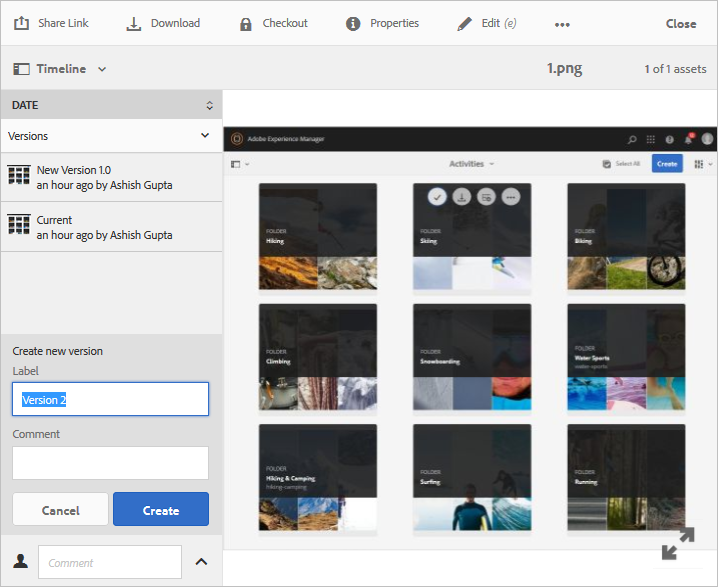 Share Link Download Checkout Properties Edit (e) ••• Close
Timeline 1.png 1 of 1 assets
DATE
Versions
New Version 1.0
an hour ago by Ashish Gupta
Current
an hour ago by Ashish Gupta
Create new version
Label
Version 2
Comment
Cancel Create
Comment
Adobe Experience Manager
Activities Select All Create
FOLDER
Hiking
FOLDER
Skiing
FOLDER
Biking
FOLDER
Climbing
FOLDER
Snowboarding
FOLDER
Water Sports
water-sports
FOLDER
Hiking & Camping
hiking-camping
FOLDER
Surfing
FOLDER
Running